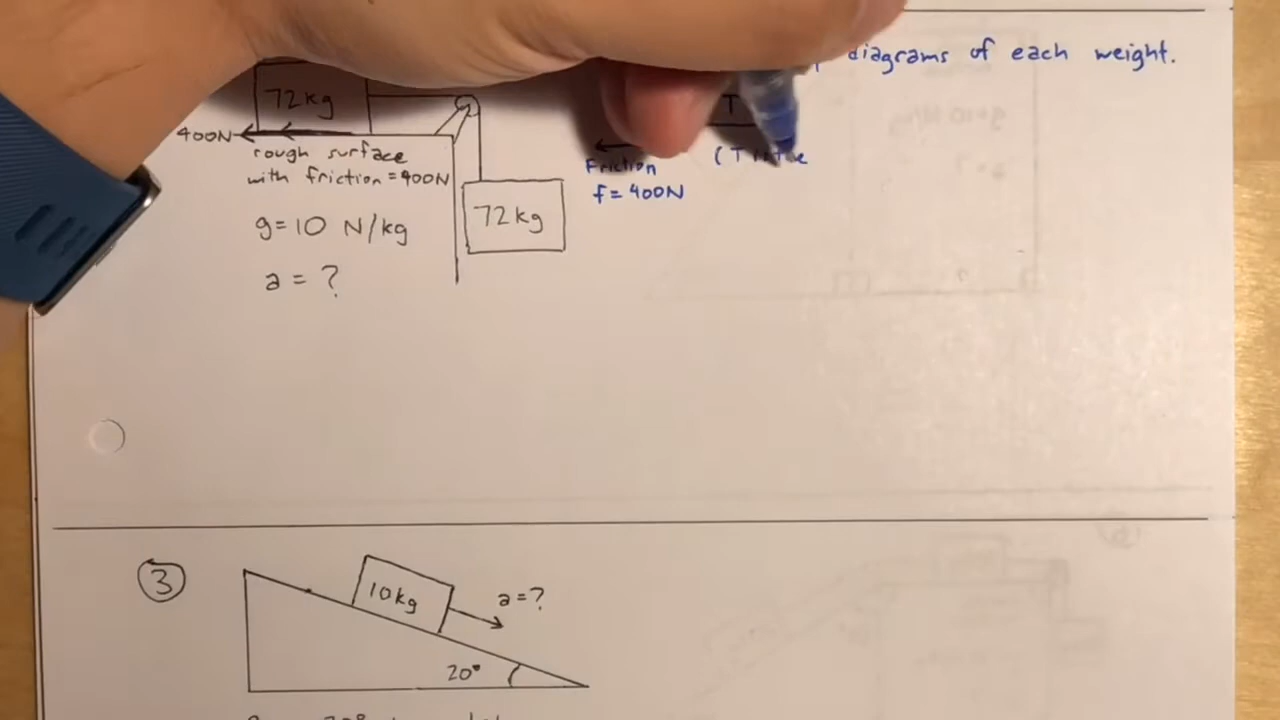 diagrams of each weight.
72kg
T
400N
rough surface
with friction = 400N
Friction
f = 400N
(T
72kg
g=10 N/kg
a = ?
3
10kg
a=?
20°